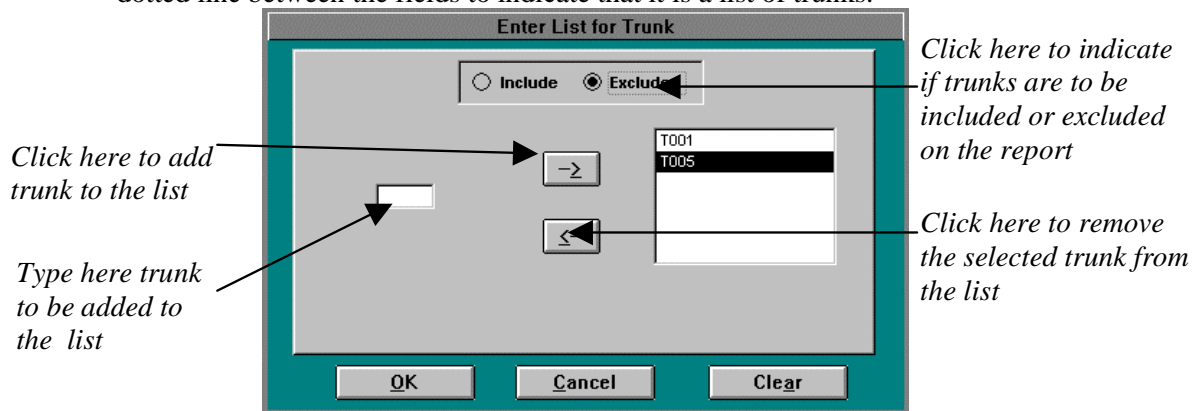 dotted line between the fields to indicate that it is a list of trunks.
Enter List for Trunk
Include Exclude
Click here to indicate
if trunks are to be
included or excluded
on the report
T001
T005
Click here to add
trunk to the list
->
<-
Type here trunk
to be added to
the list
Click here to remove
the selected trunk from
the list
OK Cancel Clear